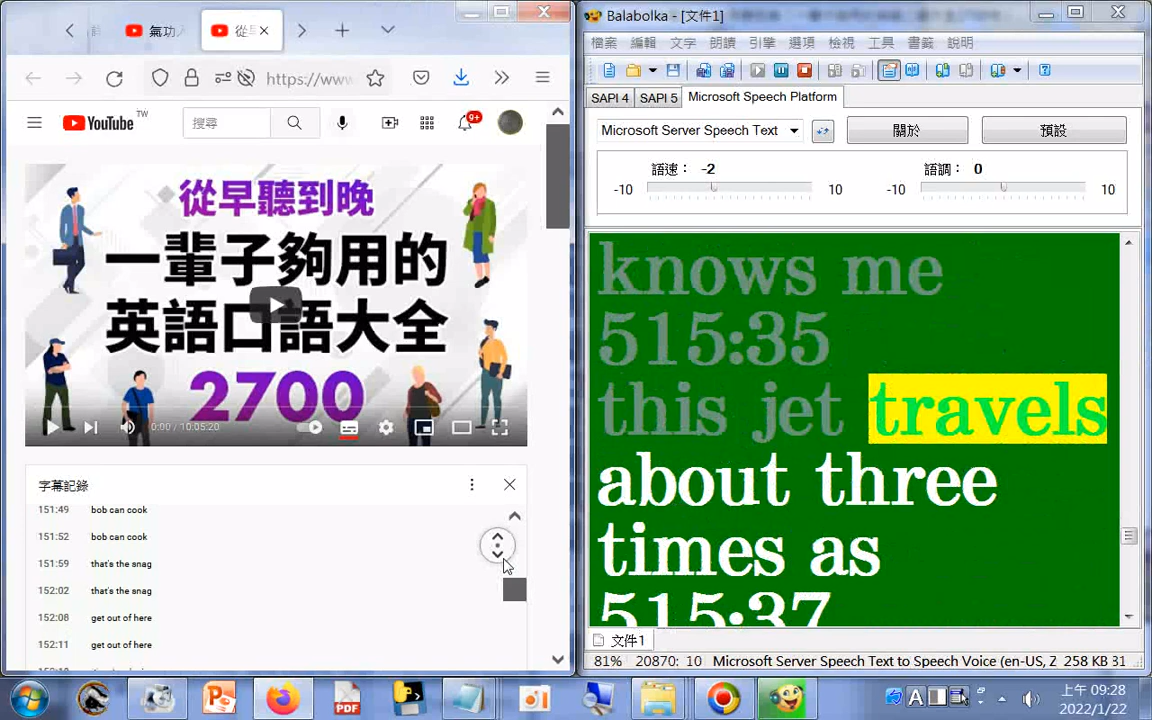 氣功
從
https://www
YouTube TW
搜尋
9+
從早聽到晚
一輩子夠用的
英語口語大全
2700
0:00 / 10:05:20
字幕記錄
151:49 bob can cook
151:52 bob can cook
151:59 that's the snag
152:02 that's the snag
152:08 get out of here
152:11 get out of here
Balabolka - [文件1]
檔案 編輯 文字 朗讀 引擎 選項 檢視 工具 書籤 說明
SAPI 4 SAPI 5 Microsoft Speech Platform
Microsoft Server Speech Text
關於
預設
語速： -2
語調： 0
-10 10
-10 10
knows me
515:35
this jet travels
about three
times as
515:37
文件1
81% 20870: 10 Microsoft Server Speech Text to Speech Voice (en-US, Z 258 KB 31
PDF
A
上午 09:28
2022/1/22